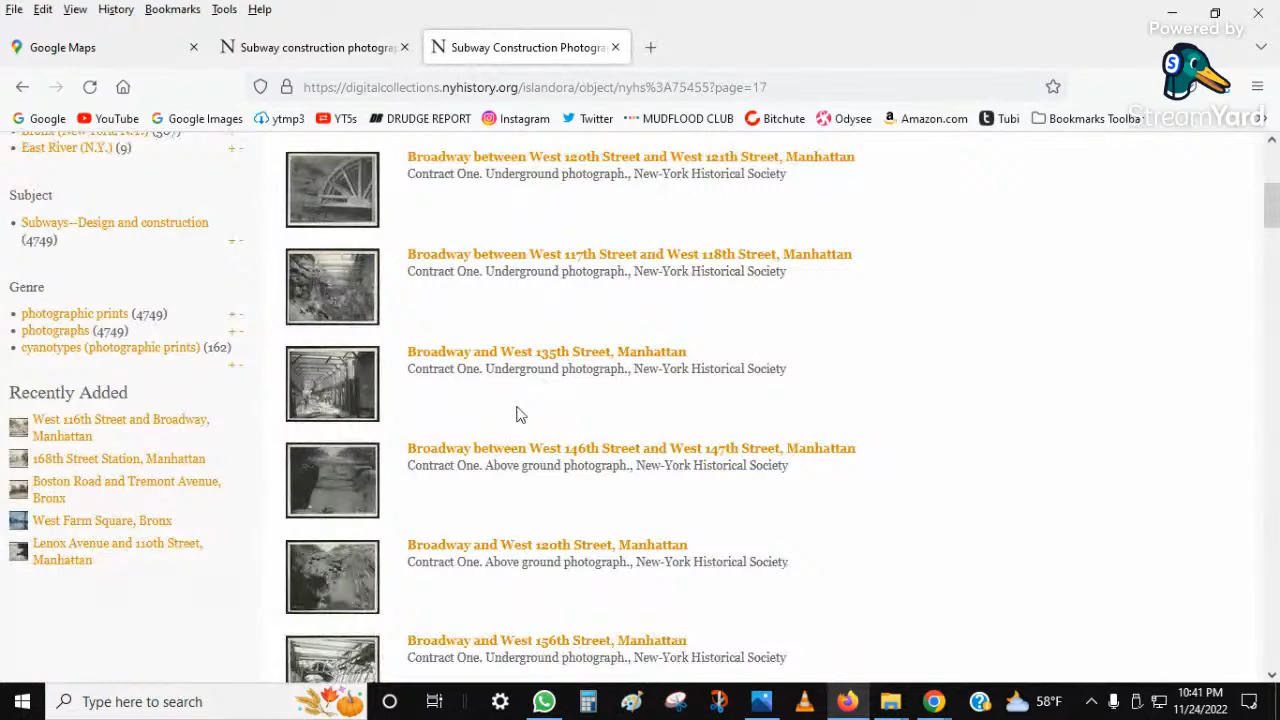 File Edit View History Bookmarks Tools Help
Powered by
StreamYard
Google Maps
Subway construction photogra
Subway Construction Photogra
https://digitalcollections.nyhistory.org/islandora/object/nyhs%3A75455?page=17
Google YouTube Google Images ytmp3 YT5s DRUDGE REPORT Instagram Twitter MUDFLOOD CLUB Bitchute Odysee Amazon.com Tubi Bookmarks Toolba
Bronx (New York, N.Y.) (307)
East River (N.Y.) (9) + -
Subject
Subways--Design and construction
(4749) + -
Genre
photographic prints (4749) + -
photographs (4749) + -
cyanotypes (photographic prints) (162)
+ -
Recently Added
West 116th Street and Broadway,
Manhattan
168th Street Station, Manhattan
Boston Road and Tremont Avenue,
Bronx
West Farm Square, Bronx
Lenox Avenue and 110th Street,
Manhattan
Broadway between West 120th Street and West 121th Street, Manhattan
Contract One. Underground photograph., New-York Historical Society
Broadway between West 117th Street and West 118th Street, Manhattan
Contract One. Underground photograph., New-York Historical Society
Broadway and West 135th Street, Manhattan
Contract One. Underground photograph., New-York Historical Society
Broadway between West 146th Street and West 147th Street, Manhattan
Contract One. Above ground photograph., New-York Historical Society
Broadway and West 120th Street, Manhattan
Contract One. Above ground photograph., New-York Historical Society
Broadway and West 156th Street, Manhattan
Contract One. Underground photograph., New-York Historical Society
Type here to search
58°F
10:41 PM
11/24/2022